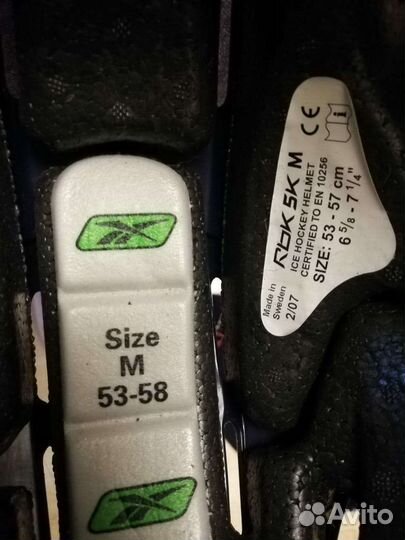 Size
M
53-58
RbK 5K M
ICE HOCKEY HELMET
CERTIFIED TO EN 10256
SIZE: 53 - 57 cm
6 5/8 - 7 1/4"
Made in
Sweden
2/07
CE
i
Avito